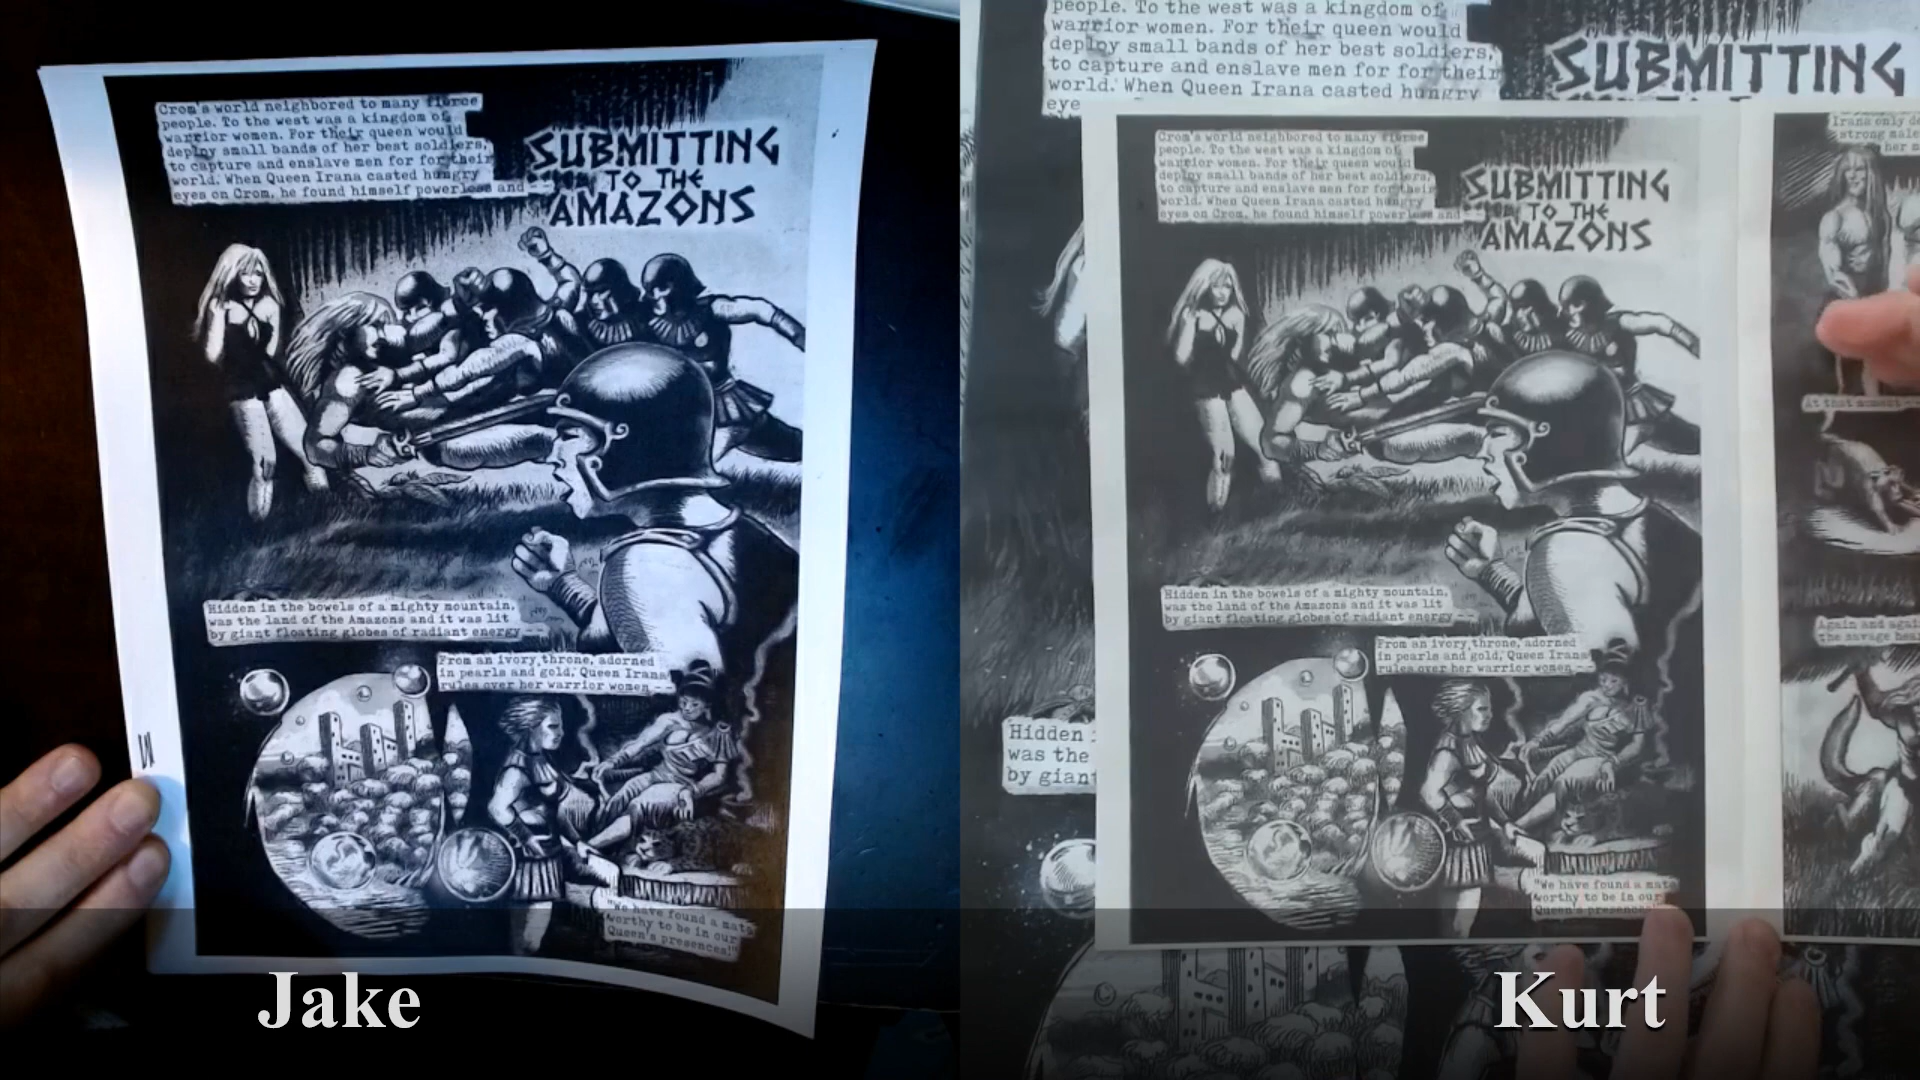 Crom's world neighbored to many fierce
people. To the west was a kingdom of
warrior women. For their queen would
deploy small bands of her best soldiers,
to capture and enslave men for for their
world. When Queen Irana casted hungry
eyes on Crom, he found himself powerless and --
SUBMITTING
TO THE
AMAZONS
Hidden in the bowels of a mighty mountain,
was the land of the Amazons and it was lit
by giant floating globes of radiant energy --
From an ivory throne, adorned
in pearls and gold, Queen Irana
rules over her warrior women --
"We have found a mate
worthy to be in our
Queen's presences!"
Jake
people. To the west was a kingdom of
warrior women. For their queen would
deploy small bands of her best soldiers,
to capture and enslave men for for their
world. When Queen Irana casted hungry
eye
SUBMITTING
Crom's world neighbored to many fierce
people. To the west was a kingdom of
warrior women. For their queen would
deploy small bands of her best soldiers,
to capture and enslave men for for their
world. When Queen Irana casted hungry
eyes on Crom, he found himself powerless and --
SUBMITTING
TO THE
AMAZONS
Hidden in the bowels of a mighty mountain,
was the land of the Amazons and it was lit
by giant floating globes of radiant energy --
From an ivory throne, adorned
in pearls and gold, Queen Irana
rules over her warrior women --
"We have found a mate
worthy to be in our
Queen's presences!"
Hidden
was the
by giant
Irana only de
strong male
her
At that moment --
Again and again
the savage
Kurt